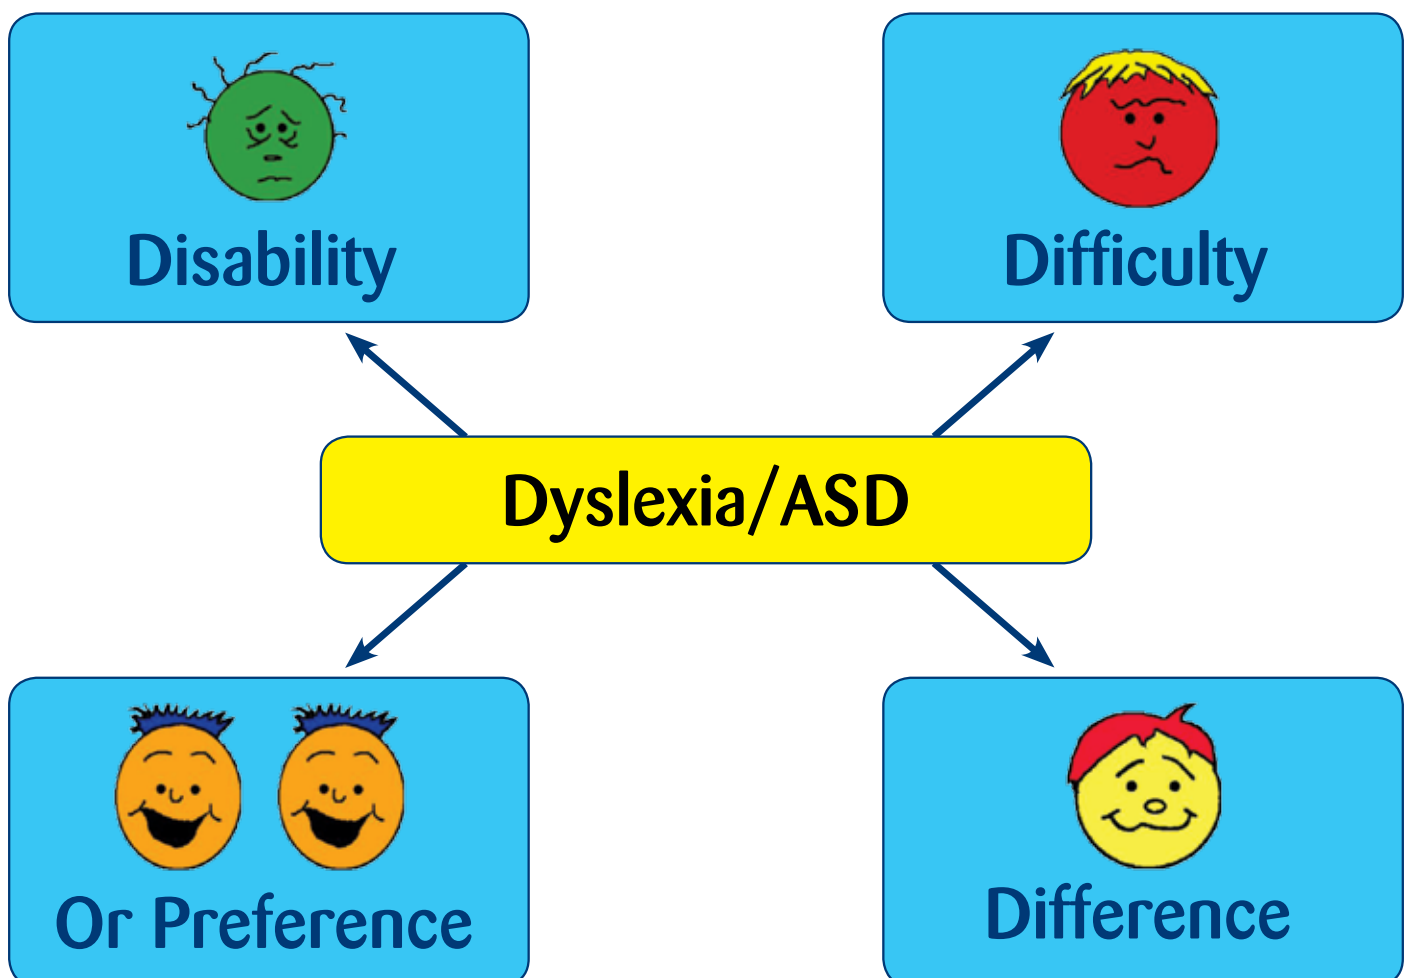 Disability
Difficulty
Dyslexia/ASD
Or Preference
Difference